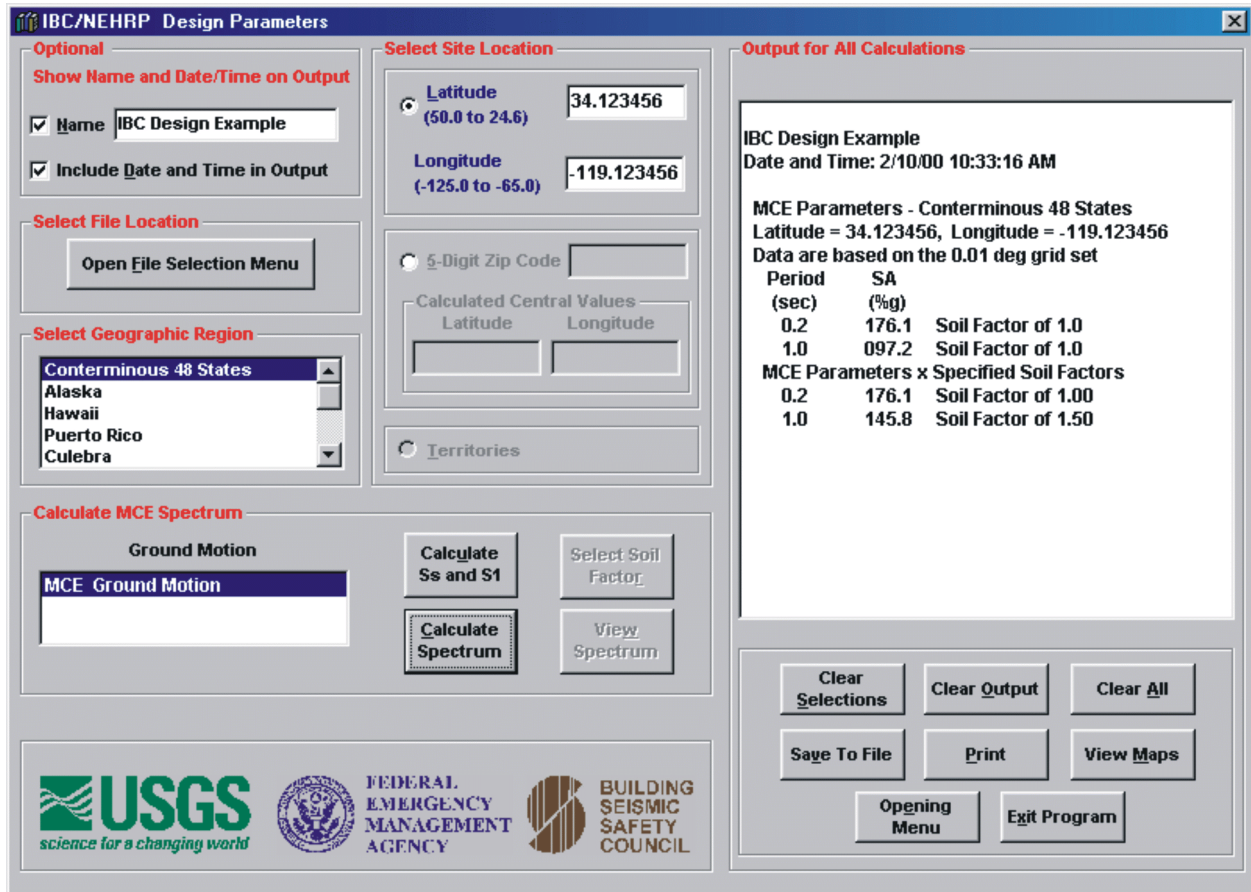 IBC/NEHRP Design Parameters
Optional
Show Name and Date/Time on Output
Name IBC Design Example
Include Date and Time in Output
Select File Location
Open File Selection Menu
Select Geographic Region
Conterminous 48 States
Alaska
Hawaii
Puerto Rico
Culebra
Select Site Location
Latitude
(50.0 to 24.6)
34.123456
Longitude
(-125.0 to -65.0)
-119.123456
5-Digit Zip Code
Calculated Central Values
Latitude Longitude
Territories
Calculate MCE Spectrum
Ground Motion
MCE Ground Motion
Calculate
Ss and S1
Select Soil
Factor
Calculate
Spectrum
View
Spectrum
USGS
science for a changing world
FEDERAL
EMERGENCY
MANAGEMENT
AGENCY
BUILDING
SEISMIC
SAFETY
COUNCIL
Output for All Calculations
IBC Design Example
Date and Time: 2/10/00 10:33:16 AM
MCE Parameters - Conterminous 48 States
Latitude = 34.123456, Longitude = -119.123456
Data are based on the 0.01 deg grid set
Period SA
(sec) (%g)
0.2 176.1 Soil Factor of 1.0
1.0 097.2 Soil Factor of 1.0
MCE Parameters x Specified Soil Factors
0.2 176.1 Soil Factor of 1.00
1.0 145.8 Soil Factor of 1.50
Clear
Selections
Clear Output
Clear All
Save To File
Print
View Maps
Opening
Menu
Exit Program